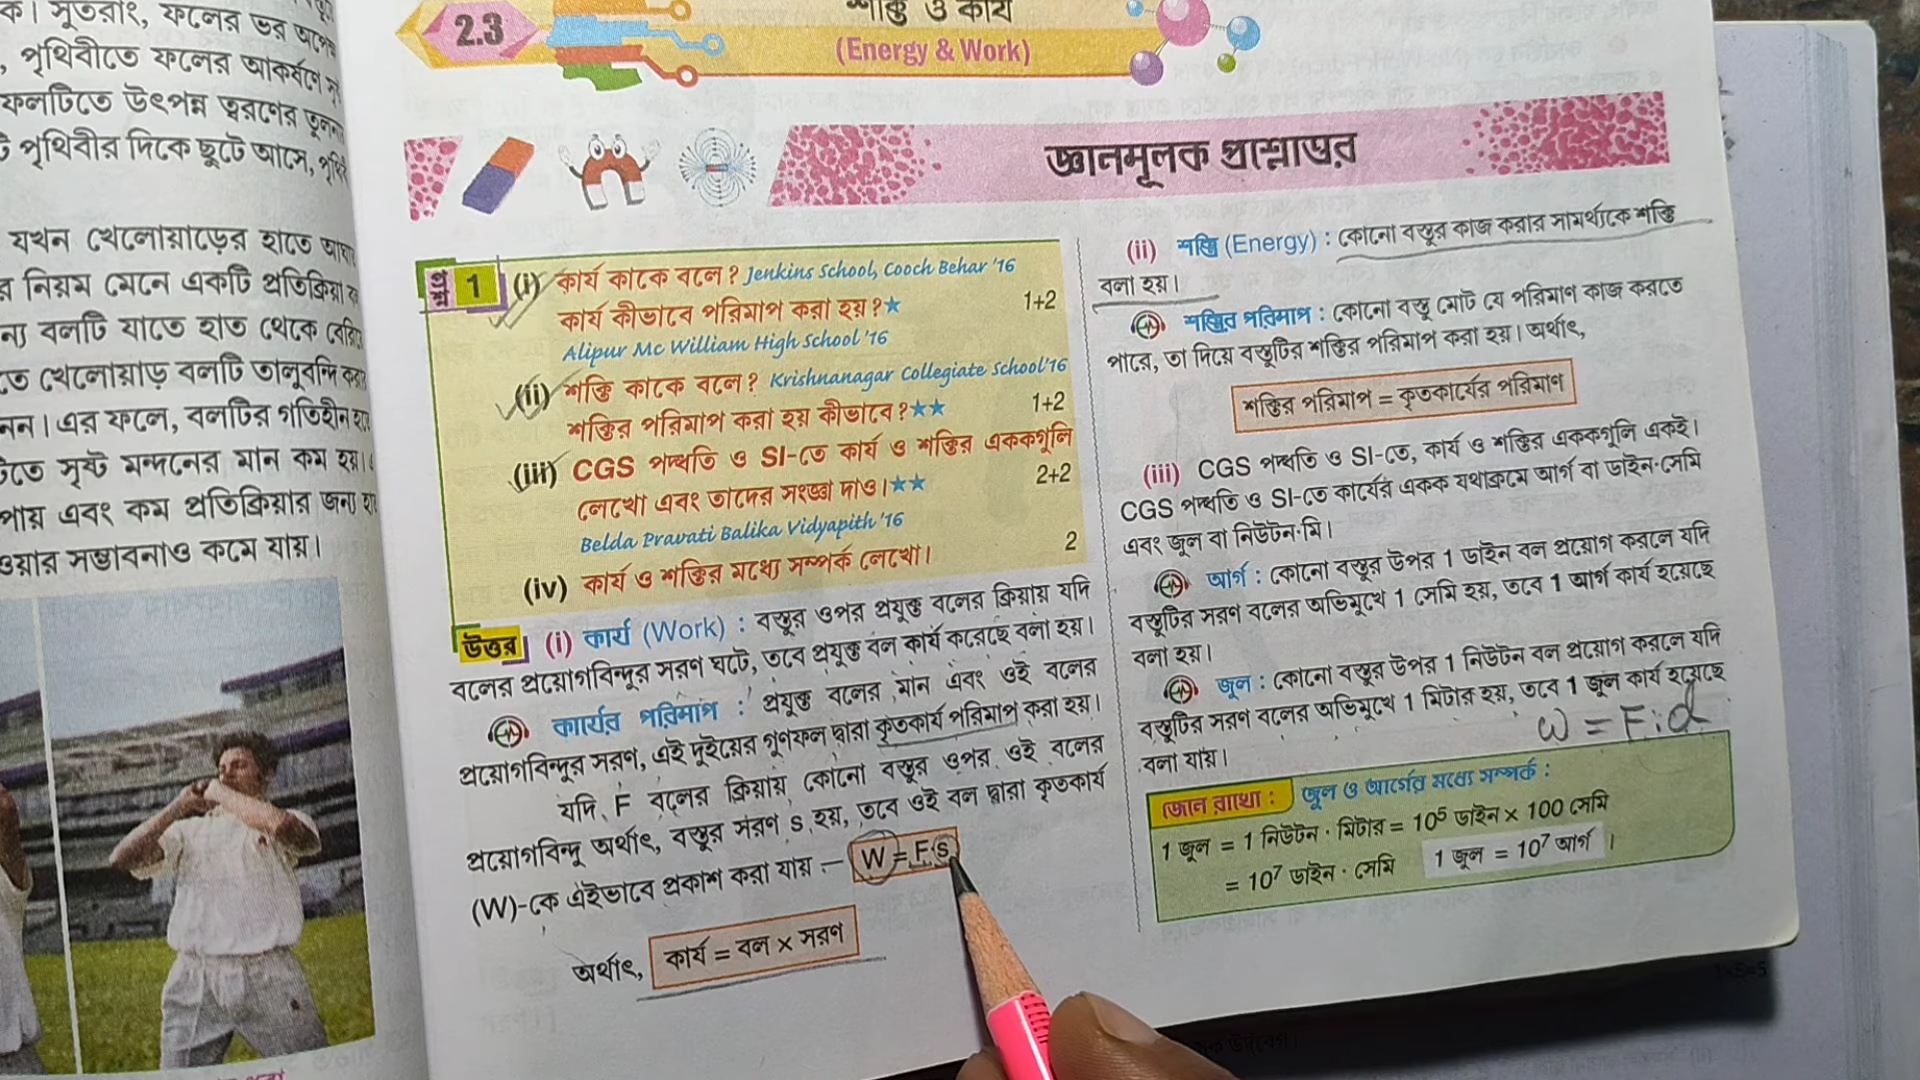 ক। সুতরাং, ফলের ভর
, পৃথিবীতে ফলের আকর্ষণে
ফলটিতে উৎপন্ন ত্বরণের
পৃথিবীর দিকে ছুটে আসে,
যখন খেলোয়াড়ের হাতে
নিয়ম মেনে একটি প্রতিক্রিয়া
বলটি যাতে হাত থেকে
খেলোয়াড় বলটি তালুবন্দি
। এর ফলে, বলটির গতিহীন
সৃষ্ট মন্দনের মান কম হয়।
পায় এবং কম প্রতিক্রিয়ার জন্য
ওয়ার সম্ভাবনাও কমে যায়।
2.3
শক্তি ও কার্য
(Energy & Work)
জ্ঞানমূলক প্রশ্নোত্তর
প্রশ্ন 1 (i) কার্য কাকে বলে? Jenkins School, Cooch Behar '16
কার্য কীভাবে পরিমাপ করা হয়?★ 1+2
Alipur Mc William High School '16
(ii) শক্তি কাকে বলে? Krishnanagar Collegiate School'16
শক্তির পরিমাপ করা হয় কীভাবে?★★ 1+2
(iii) CGS পদ্ধতি ও SI-তে কার্য ও শক্তির এককগুলি
লেখো এবং তাদের সংজ্ঞা দাও।★★ 2+2
Belda Pravati Balika Vidyapith '16
(iv) কার্য ও শক্তির মধ্যে সম্পর্ক লেখো। 2
উত্তর (i) কার্য (Work) : বস্তুর ওপর প্রযুক্ত বলের ক্রিয়ায় যদি
বলের প্রয়োগবিন্দুর সরণ ঘটে, তবে প্রযুক্ত বল কার্য করেছে বলা হয়।
কার্যের পরিমাপ : প্রযুক্ত বলের মান এবং ওই বলের
প্রয়োগবিন্দুর সরণ, এই দুইয়ের গুণফল দ্বারা কৃতকার্য পরিমাপ করা হয়।
যদি F বলের ক্রিয়ায় কোনো বস্তুর ওপর ওই বলের
প্রয়োগবিন্দু অর্থাৎ, বস্তুর সরণ s হয়, তবে ওই বল দ্বারা কৃতকার্য
(W)-কে এইভাবে প্রকাশ করা যায় – W = F.s
অর্থাৎ, কার্য = বল × সরণ
(ii) শক্তি (Energy) : কোনো বস্তুর কাজ করার সামর্থ্যকে শক্তি
বলা হয়।
শক্তির পরিমাপ : কোনো বস্তু মোট যে পরিমাণ কাজ করতে
পারে, তা দিয়ে বস্তুটির শক্তির পরিমাপ করা হয়। অর্থাৎ,
শক্তির পরিমাপ = কৃতকার্যের পরিমাণ
(iii) CGS পদ্ধতি ও SI-তে, কার্য ও শক্তির এককগুলি একই।
CGS পদ্ধতি ও SI-তে কার্যের একক যথাক্রমে আর্গ বা ডাইন·সেমি
এবং জুল বা নিউটন·মি।
আর্গ : কোনো বস্তুর উপর 1 ডাইন বল প্রয়োগ করলে যদি
বস্তুটির সরণ বলের অভিমুখে 1 সেমি হয়, তবে 1 আর্গ কার্য হয়েছে
বলা হয়।
জুল : কোনো বস্তুর উপর 1 নিউটন বল প্রয়োগ করলে যদি
বস্তুটির সরণ বলের অভিমুখে 1 মিটার হয়, তবে 1 জুল কার্য হয়েছে
বলা যায়।
W = F.d
জেনে রাখো : জুল ও আর্গের মধ্যে সম্পর্ক :
1 জুল = 1 নিউটন · মিটার = 10⁵ ডাইন × 100 সেমি
= 10⁷ ডাইন · সেমি 1 জুল = 10⁷ আর্গ ।